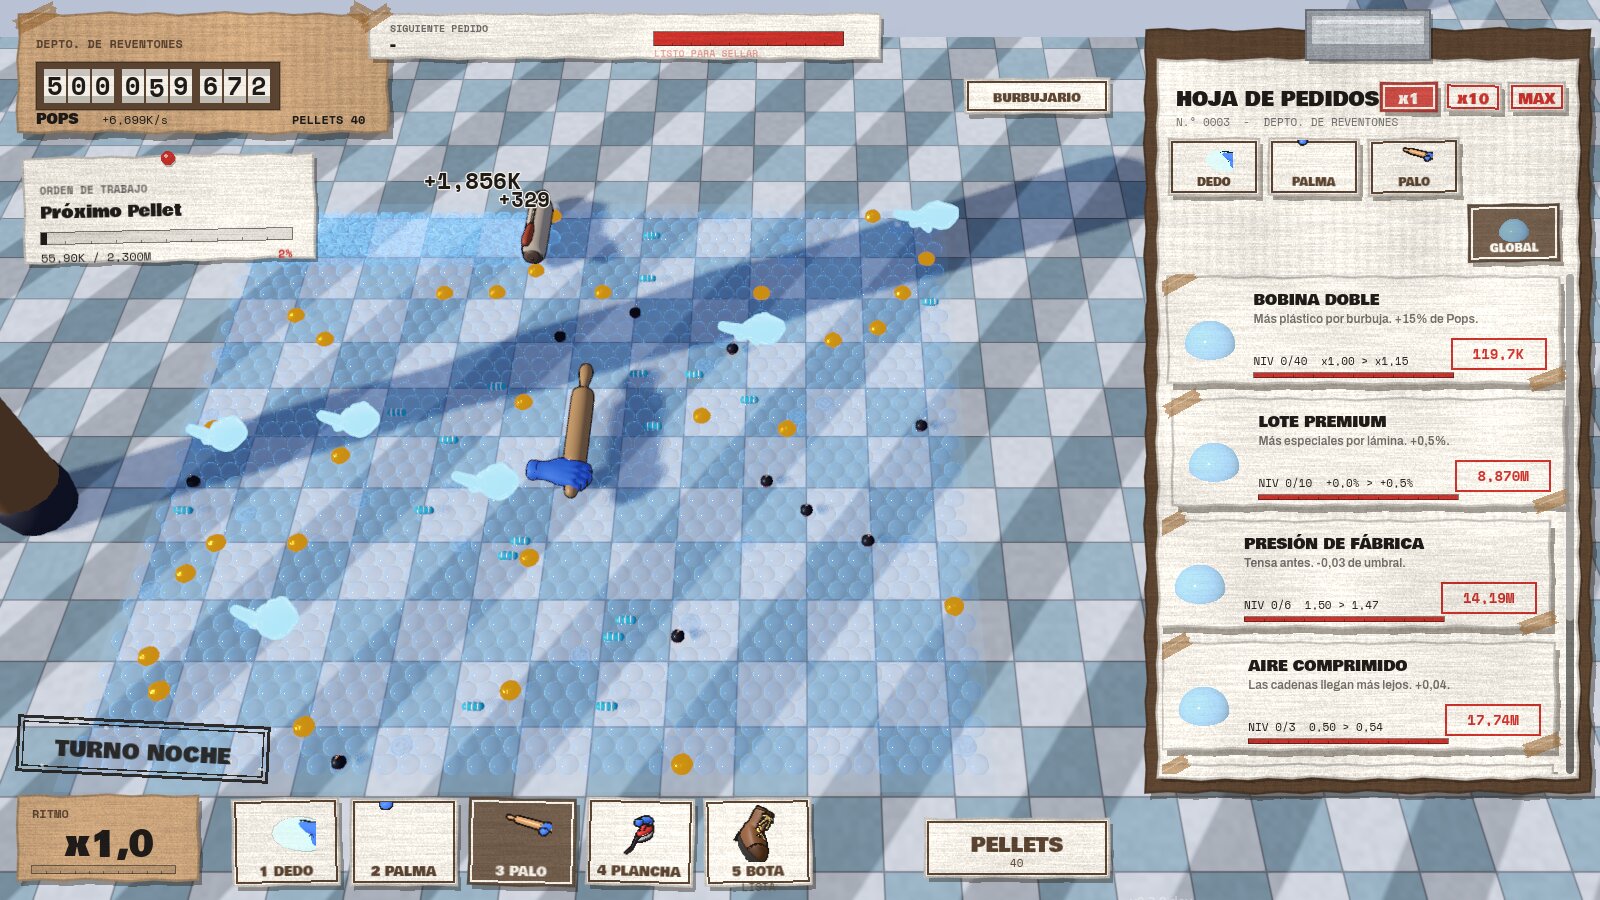 DEPTO. DE REVENTONES
500 059 672
POPS +6,699K/s PELLETS 40
SIGUIENTE PEDIDO
-
LISTO PARA SELLAR
BURBUJARIO
ORDEN DE TRABAJO
Próximo Pellet
55,90K / 2,300M 2%
+1,856K
+329
HOJA DE PEDIDOS x1 x10 MAX
N.° 0003 - DEPTO. DE REVENTONES
DEDO PALMA PALO
GLOBAL
BOBINA DOBLE
Más plástico por burbuja. +15% de Pops.
NIV 0/40 x1,00 > x1,15 119,7K
LOTE PREMIUM
Más especiales por lámina. +0,5%.
NIV 0/10 +0,0% > +0,5% 8,870M
PRESIÓN DE FÁBRICA
Tensa antes. -0,03 de umbral.
NIV 0/6 1,50 > 1,47 14,19M
AIRE COMPRIMIDO
Las cadenas llegan más lejos. +0,04.
NIV 0/3 0,50 > 0,54 17,74M
TURNO NOCHE
RITMO
x1,0
1 DEDO 2 PALMA 3 PALO 4 PLANCHA 5 BOTA
LISTA
PELLETS
40